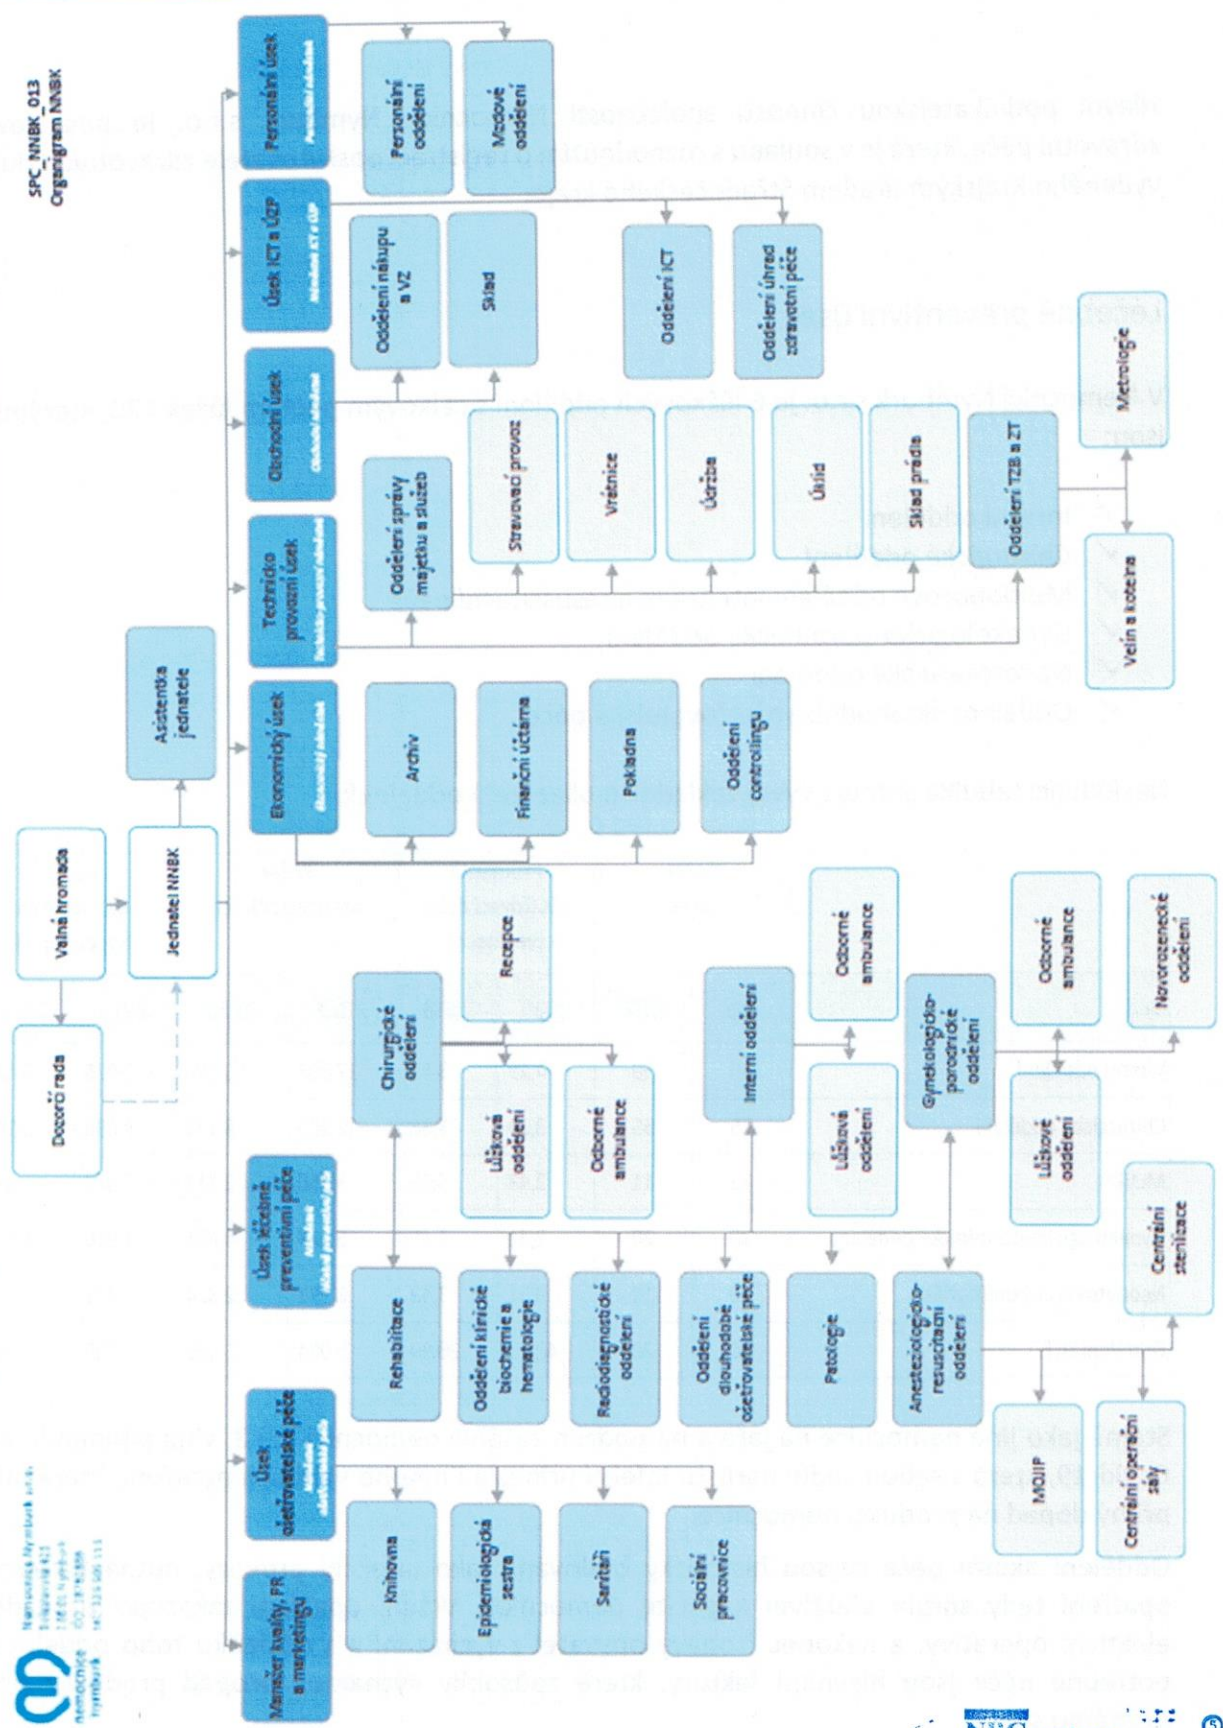 SPC_NNBK_013
Organigram_NNBK
nemocnice
nymburk
Valná hromada
Dozorčí rada
Jednatel NNBK
Asistentka
jednatele
Manažer kvality, PR
a marketingu
Úsek
ošetřovatelské péče
Úsek léčebně
preventivní péče
Ekonomický úsek
Technicko
provozní úsek
Obchodní úsek
Úsek ICT a ÚZP
Personální úsek
Knihovna
Epidemiologická
sestra
Sanitáři
Sociální
pracovnice
Rehabilitace
Oddělení klinické
biochemie a
hematologie
Radiodiagnostické
oddělení
Oddělení
dlouhodobé
ošetřovatelské péče
Patologie
Anesteziologicko-
resuscitační
oddělení
MOJIP
Centrální operační
sály
Centrální
sterilizace
Chirurgické
oddělení
Recepce
Lůžková
oddělení
Odborné
ambulance
Interní oddělení
Lůžková
oddělení
Odborné
ambulance
Gynekologicko-
porodnické
oddělení
Lůžkové
oddělení
Odborné
ambulance
Novorozenecké
oddělení
Archiv
Finanční účtárna
Pokladna
Oddělení
controllingu
Oddělení správy
majetku a služeb
Stravovací provoz
Vrátnice
Údržba
Úklid
Sklad prádla
Oddělení TZB a ZT
Velín a kotelna
Metrologie
Oddělení nákupu
a VZ
Sklad
Oddělení ICT
Oddělení úhrad
zdravotní péče
Personální
oddělení
Mzdové
oddělení